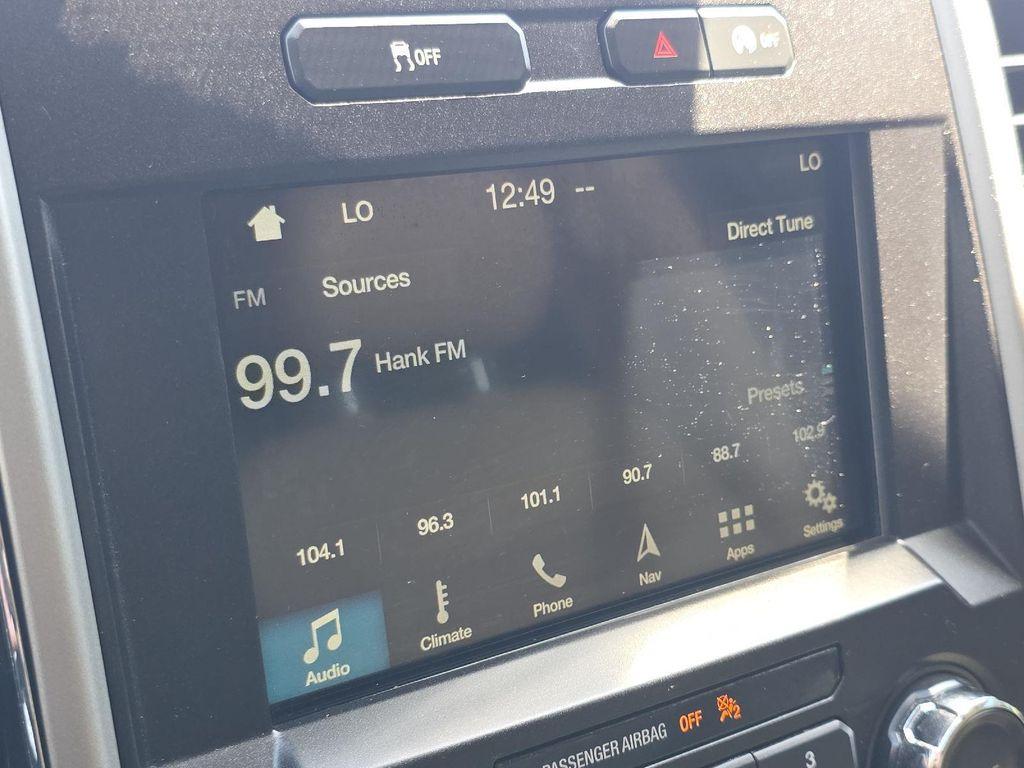 OFF
OFF
LO 12:49 -- LO
Direct Tune
FM Sources
99.7 Hank FM
Presets
104.1 96.3 101.1 90.7 88.7 102.9
Audio Climate Phone Nav Apps Settings
PASSENGER AIRBAG OFF 2
3